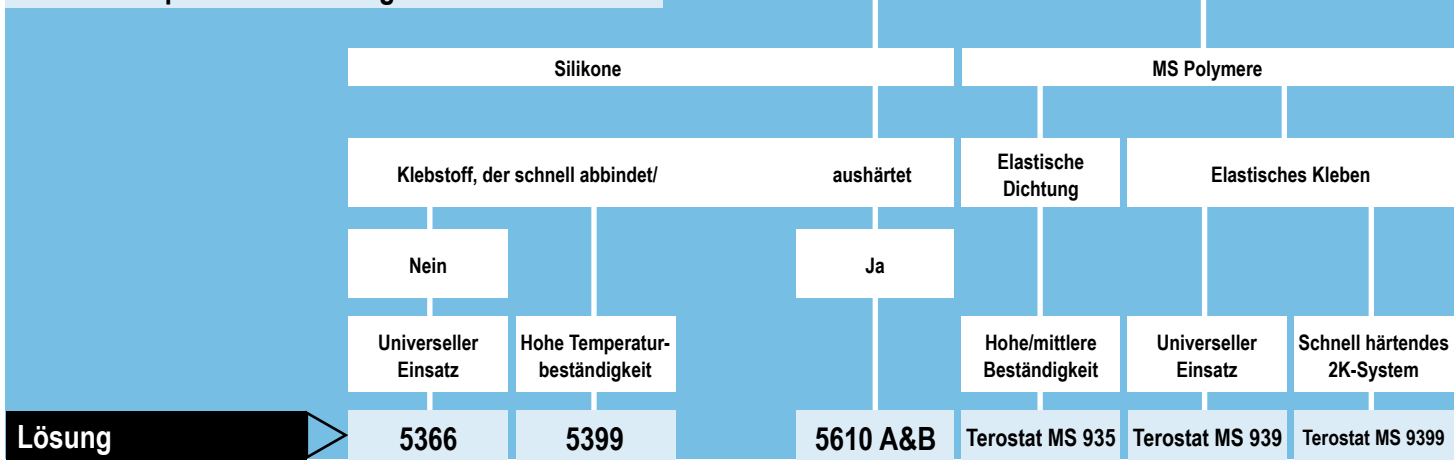 Silikone
MS Polymere
Klebstoff, der schnell abbindet/
aushärtet
Elastische
Dichtung
Elastisches Kleben
Nein
Ja
Universeller
Einsatz
Hohe Temperatur-
beständigkeit
Hohe/mittlere
Beständigkeit
Universeller
Einsatz
Schnell härtendes
2K-System
Lösung
5366
5399
5610 A&B
Terostat MS 935
Terostat MS 939
Terostat MS 9399